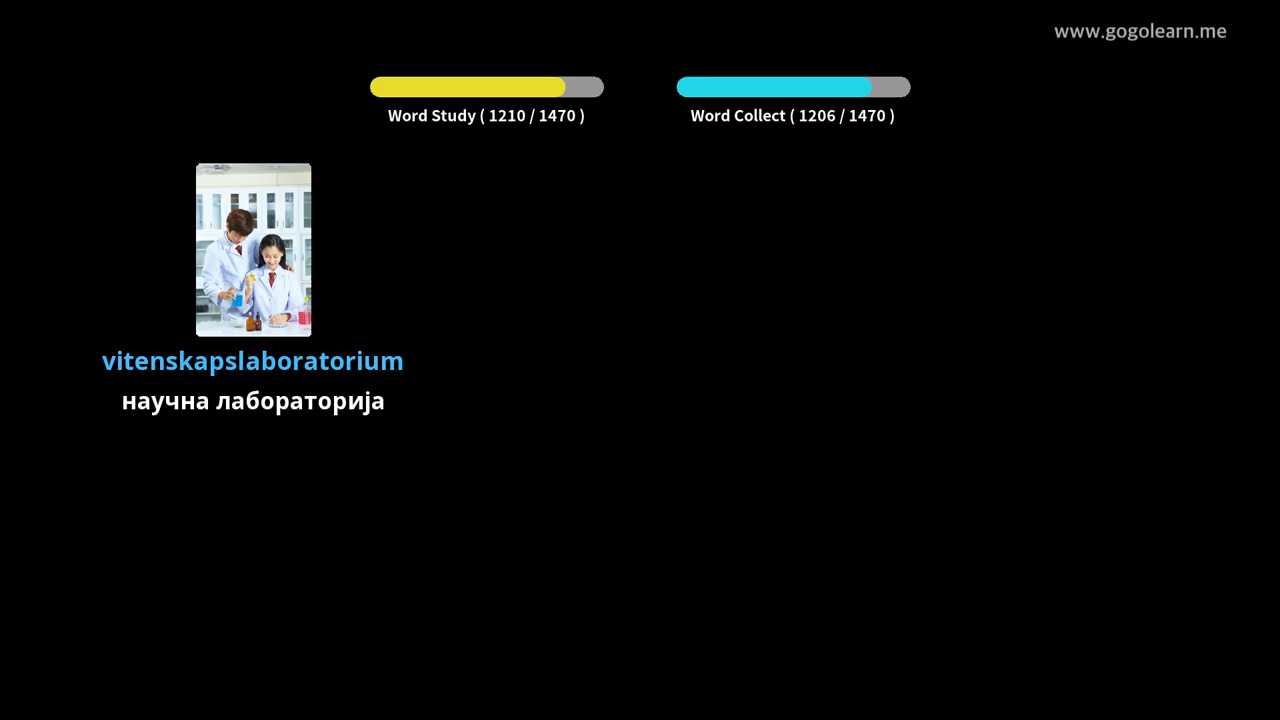 www.gogolearn.me
Word Study ( 1210 / 1470 )
Word Collect ( 1206 / 1470 )
vitenskapslaboratorium
научна лабораторија